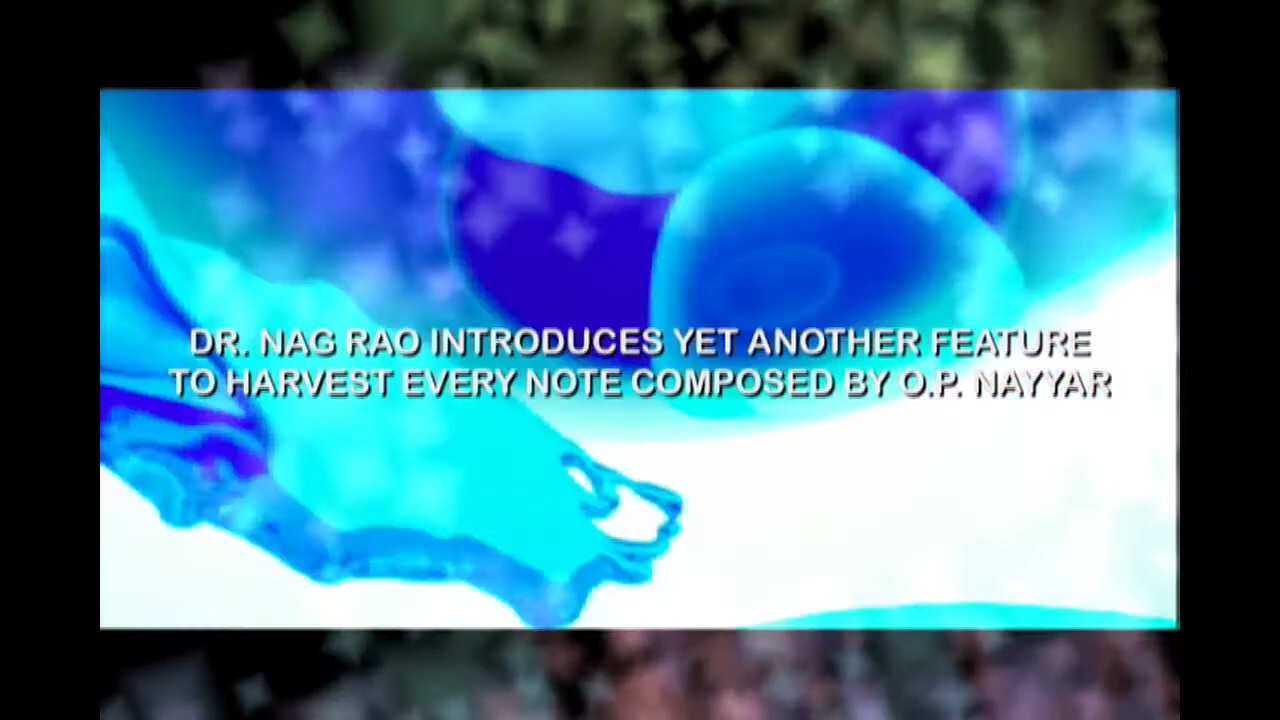 DR. NAG RAO INTRODUCES YET ANOTHER FEATURE
TO HARVEST EVERY NOTE COMPOSED BY O.P. NAYYAR